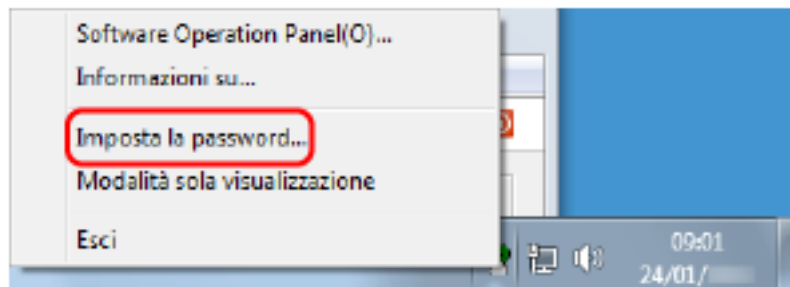 Software Operation Panel(O)...
Informazioni su...
Imposta la password...
Modalità sola visualizzazione
Esci
09:01
24/01/